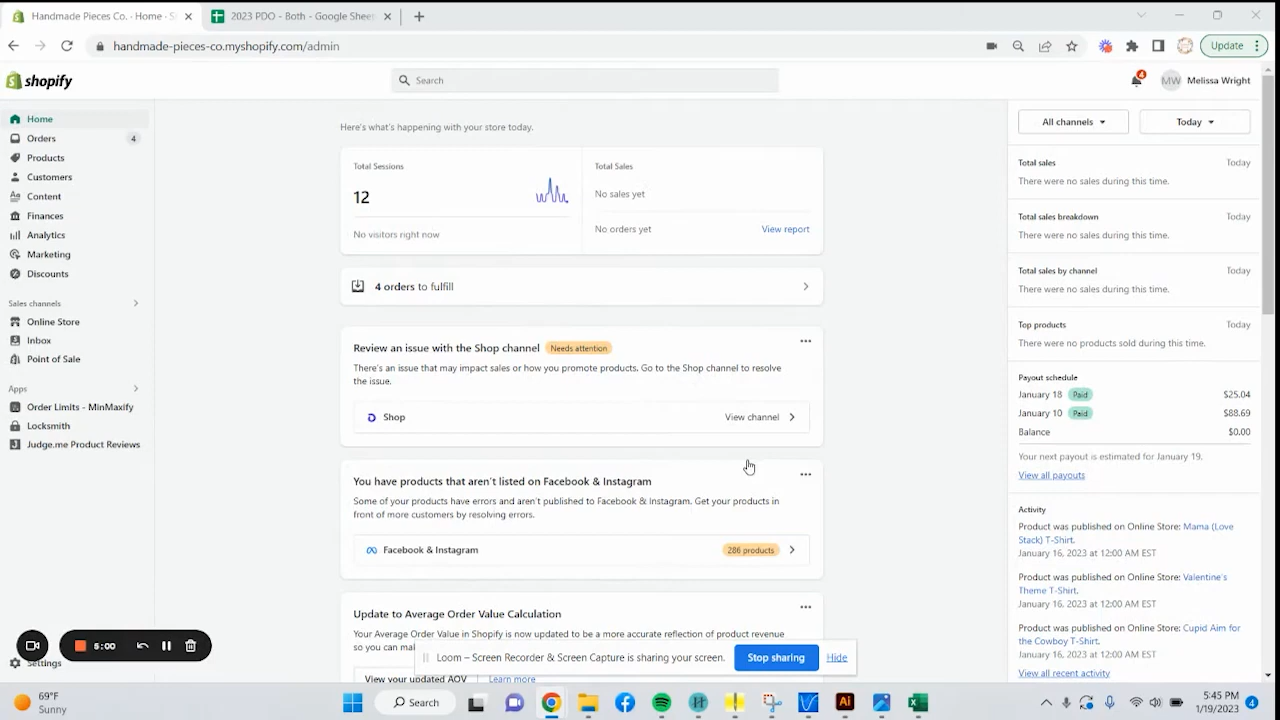 Handmade Pieces Co. · Home · S
2023 PDO - Both - Google Shee
handmade-pieces-co.myshopify.com/admin
Update
shopify
Search
4
MW
Melissa Wright
Home
Orders
4
Products
Customers
Content
Finances
Analytics
Marketing
Discounts
Sales channels
Online Store
Inbox
Point of Sale
Apps
Order Limits - MinMaxify
Locksmith
Judge.me Product Reviews
Settings
Here's what's happening with your store today.
Total Sessions
12
No visitors right now
Total Sales
No sales yet
No orders yet
View report
4 orders to fulfill
Review an issue with the Shop channel
Needs attention
There's an issue that may impact sales or how you promote products. Go to the Shop channel to resolve
the issue.
Shop
View channel
You have products that aren't listed on Facebook & Instagram
Some of your products have errors and aren't published to Facebook & Instagram. Get your products in
front of more customers by resolving errors.
Facebook & Instagram
286 products
Update to Average Order Value Calculation
Your Average Order Value in Shopify is now updated to be a more accurate reflection of product revenue
so you can mak
View your updated AOV
Learn more
All channels
Today
Total sales
Today
There were no sales during this time.
Total sales breakdown
Today
There were no sales during this time.
Total sales by channel
Today
There were no sales during this time.
Top products
Today
There were no products sold during this time.
Payout schedule
January 18
Paid
$25.04
January 10
Paid
$88.69
Balance
$0.00
Your next payout is estimated for January 19.
View all payouts
Activity
Product was published on Online Store: Mama (Love
Stack) T-Shirt.
January 16, 2023 at 12:00 AM EST
Product was published on Online Store: Valentine's
Theme T-Shirt.
January 16, 2023 at 12:00 AM EST
Product was published on Online Store: Cupid Aim for
the Cowboy T-Shirt.
January 16, 2023 at 12:00 AM EST
View all recent activity
5:00
Loom – Screen Recorder & Screen Capture is sharing your screen.
Stop sharing
Hide
69°F
Sunny
Search
Ai
5:45 PM
1/19/2023
4